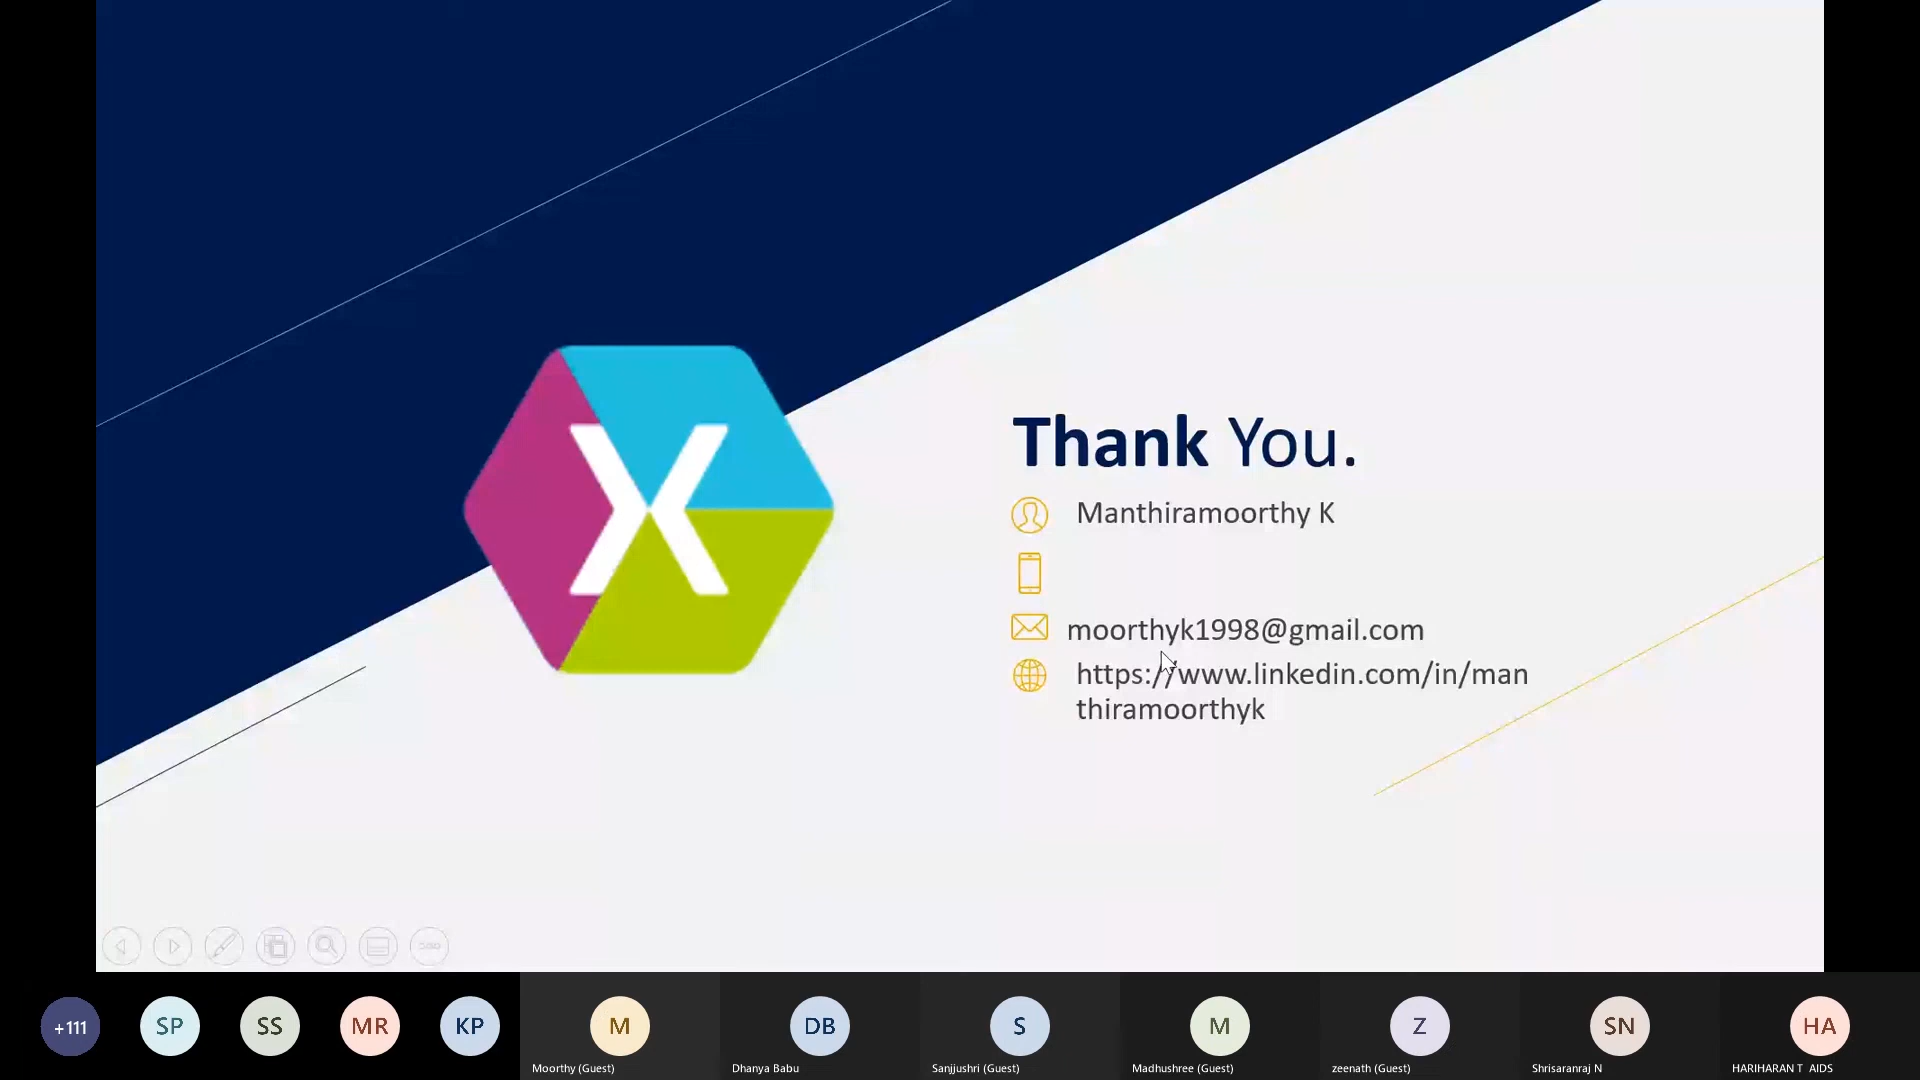 X
Thank You.
Manthiramoorthy K
moorthyk1998@gmail.com
https://www.linkedin.com/in/man
thiramoorthyk
+111
SP
SS
MR
KP
M
DB
S
M
Z
SN
HA
Moorthy (Guest)
Dhanya Babu
Sanjjushri (Guest)
Madhushree (Guest)
zeenath (Guest)
Shrisaranraj N
HARIHARAN T AIDS